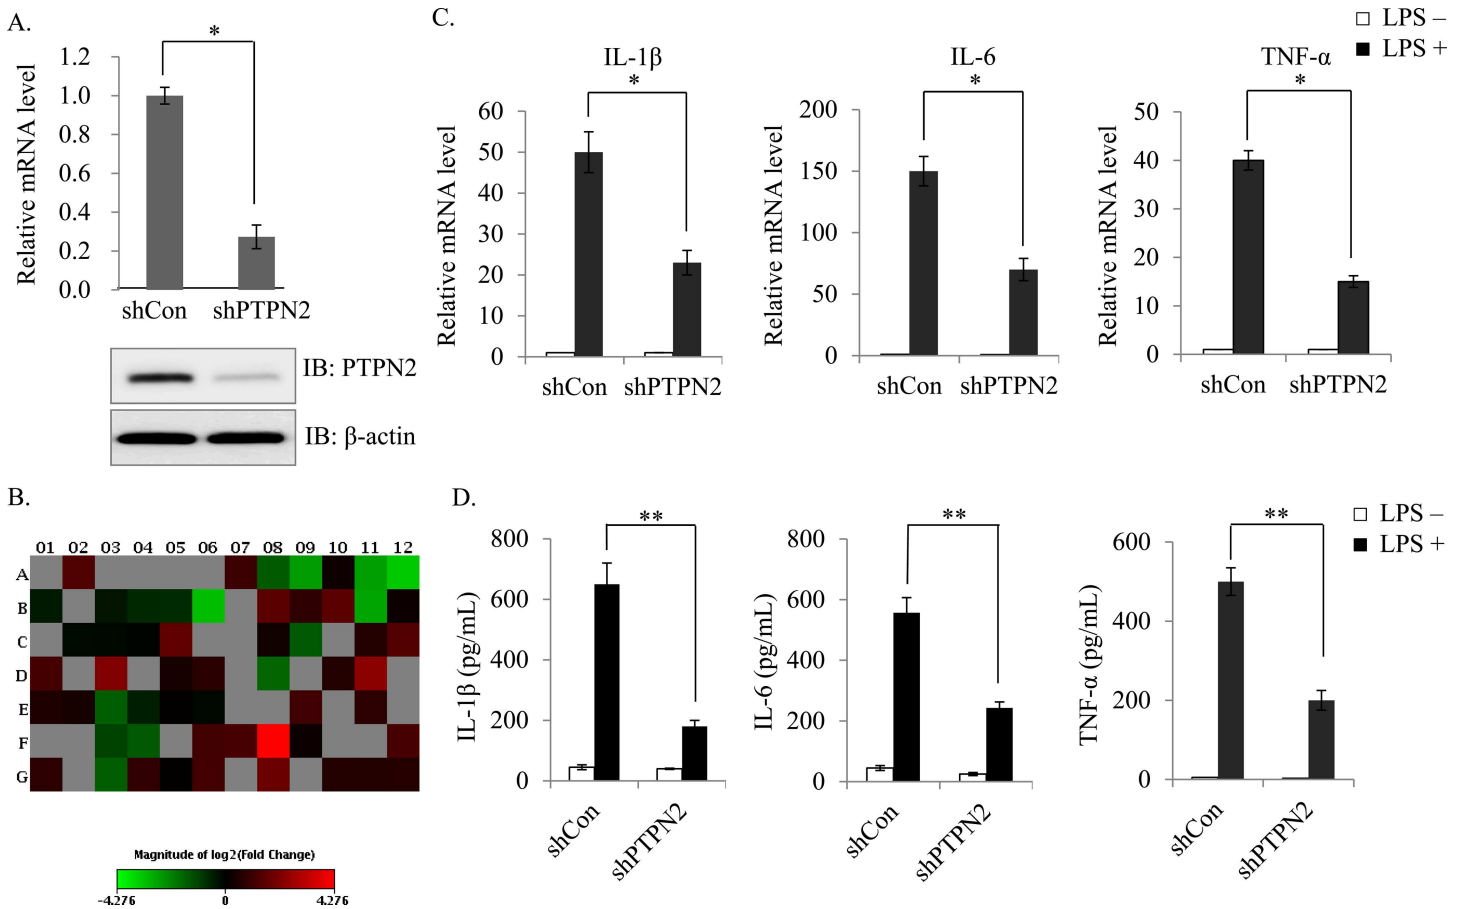 A.
*
1.2
1.0
0.8
0.6
0.4
0.2
0.0
Relative mRNA level
shCon shPTPN2
IB: PTPN2
IB: β-actin
B.
01 02 03 04 05 06 07 08 09 10 11 12
A
B
C
D
E
F
G
Magnitude of log2(Fold Change)
-4.276 0 4.276
C.
LPS –
LPS +
IL-1β
*
60
50
40
30
20
10
0
Relative mRNA level
shCon shPTPN2
IL-6
*
200
150
100
50
0
Relative mRNA level
shCon shPTPN2
TNF-α
*
50
40
30
20
10
0
Relative mRNA level
shCon shPTPN2
D.
LPS –
LPS +
**
800
600
400
200
0
IL-1β (pg/mL)
shCon
shPTPN2
**
800
600
400
200
0
IL-6 (pg/mL)
shCon
shPTPN2
**
600
400
200
0
TNF-α (pg/mL)
shCon
shPTPN2